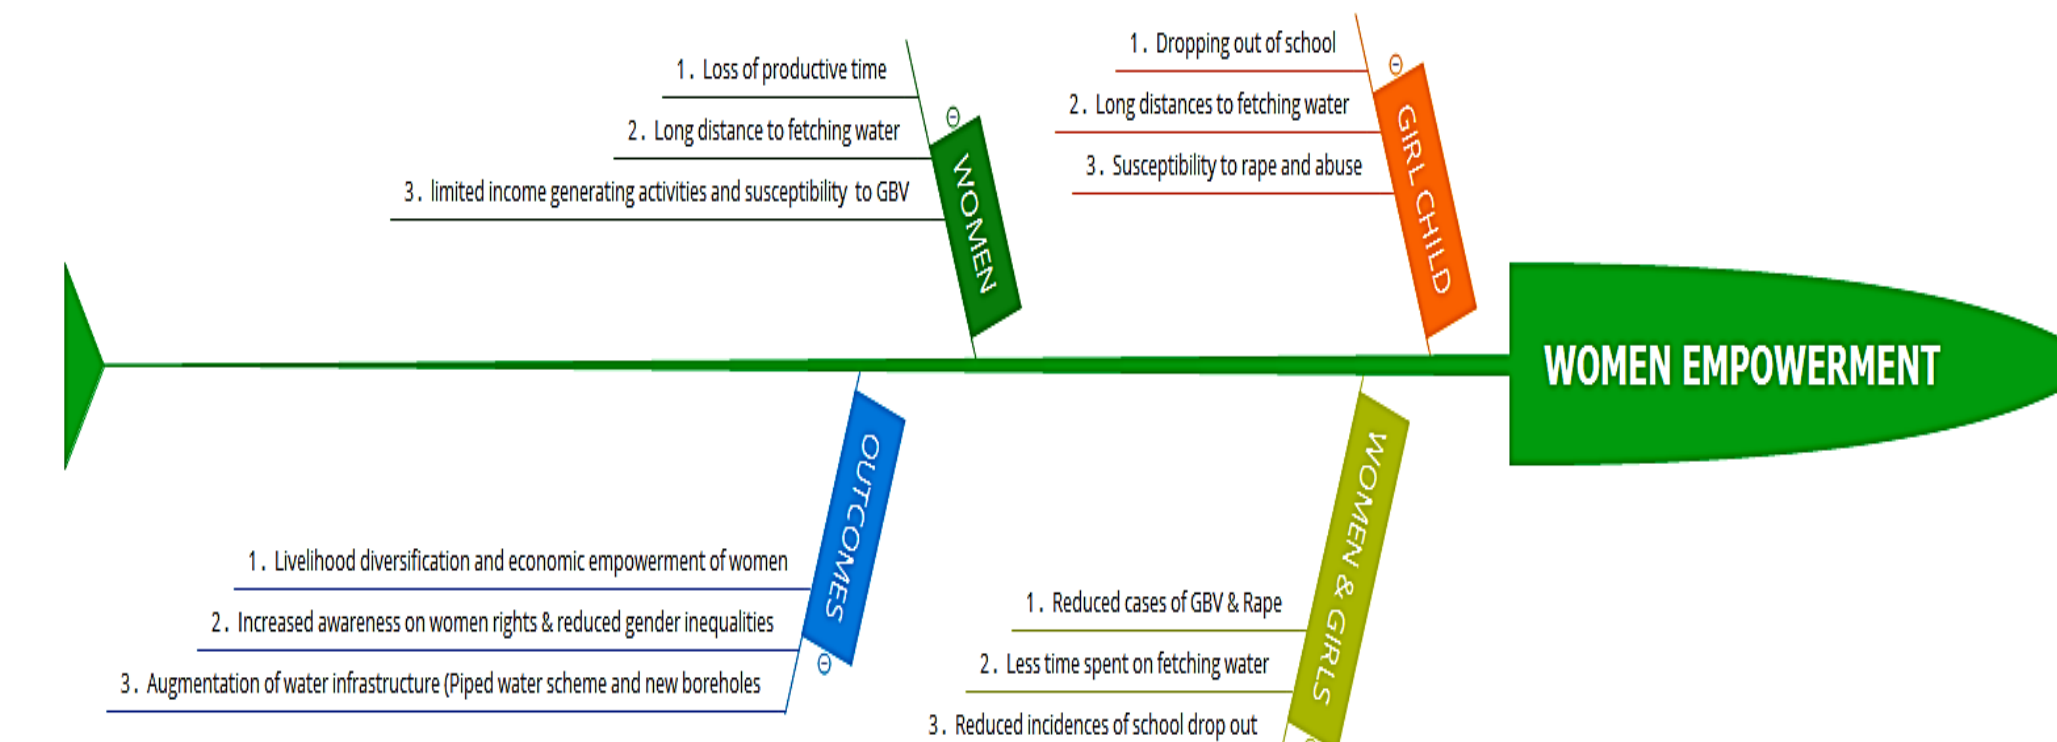 1. Loss of productive time
2. Long distance to fetching water
3. limited income generating activities and susceptibility to GBV
WOMEN
1. Dropping out of school
2. Long distances to fetching water
3. Susceptibility to rape and abuse
GIRL CHILD
WOMEN EMPOWERMENT
OUTCOMES
1. Livelihood diversification and economic empowerment of women
2. Increased awareness on women rights & reduced gender inequalities
3. Augmentation of water infrastructure (Piped water scheme and new boreholes
WOMEN & GIRLS
1. Reduced cases of GBV & Rape
2. Less time spent on fetching water
3. Reduced incidences of school drop out